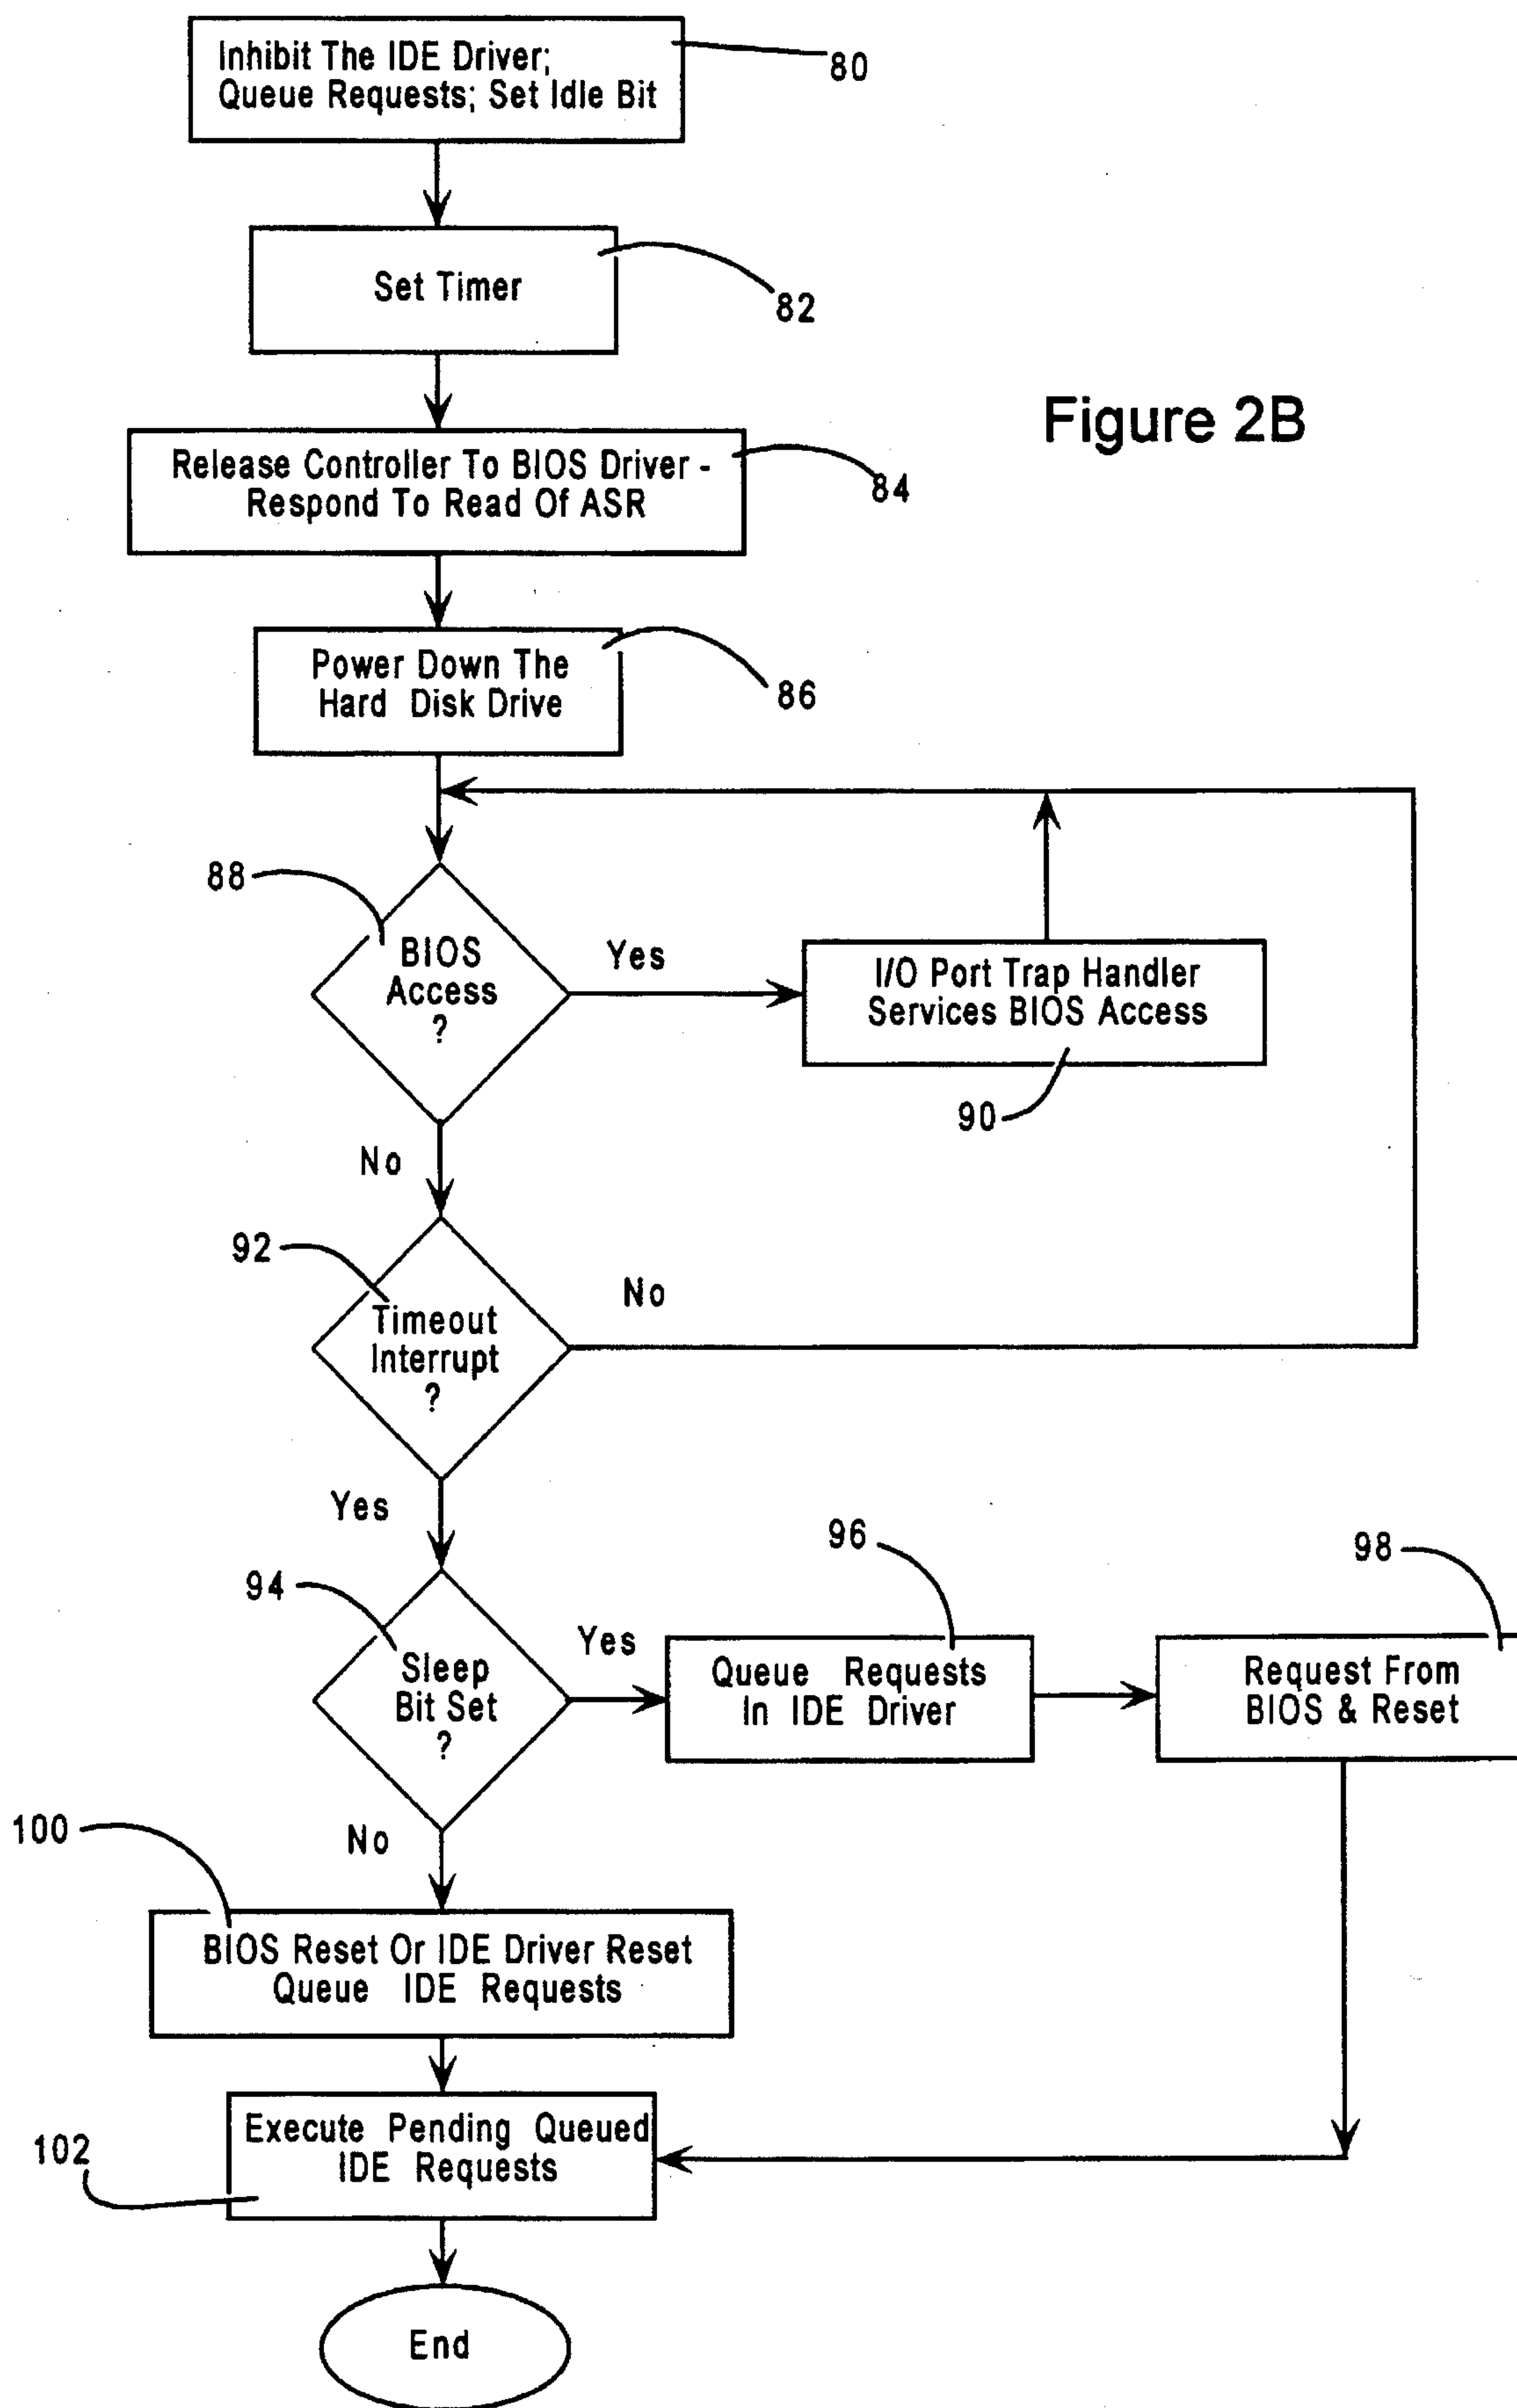 Inhibit The IDE Driver;
Queue Requests; Set Idle Bit
80
Set Timer
82
Figure 2B
Release Controller To BIOS Driver -
Respond To Read Of ASR
84
Power Down The
Hard Disk Drive
86
88
BIOS
Access
?
Yes
I/O Port Trap Handler
Services BIOS Access
90
No
92
Timeout
Interrupt
?
No
Yes
94
Sleep
Bit Set
?
Yes
96
Queue Requests
In IDE Driver
98
Request From
BIOS & Reset
No
100
BIOS Reset Or IDE Driver Reset
Queue IDE Requests
102
Execute Pending Queued
IDE Requests
End